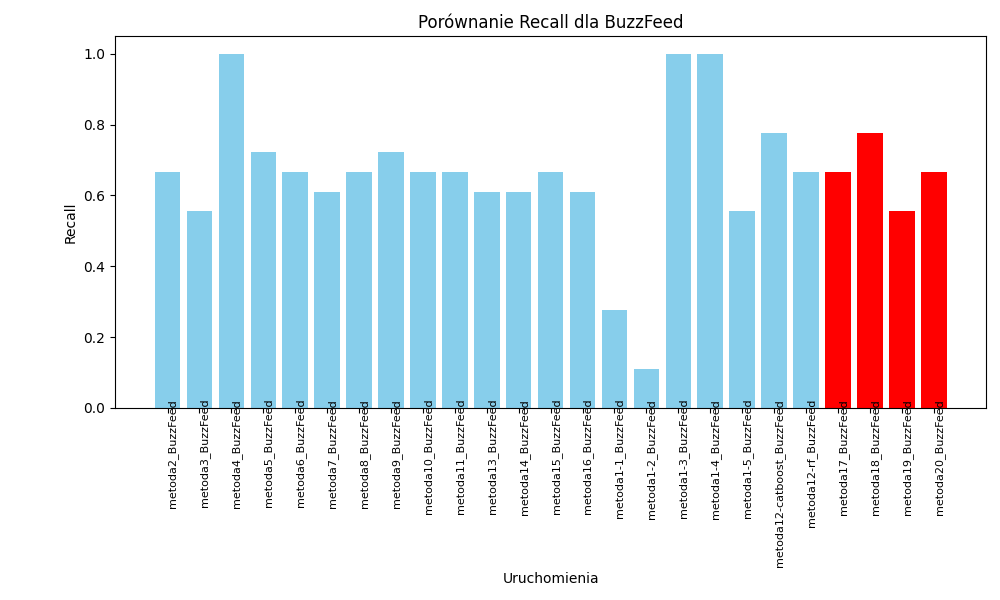 Porównanie Recall dla BuzzFeed
Recall
1.0
0.8
0.6
0.4
0.2
0.0
metoda2_BuzzFeed
metoda3_BuzzFeed
metoda4_BuzzFeed
metoda5_BuzzFeed
metoda6_BuzzFeed
metoda7_BuzzFeed
metoda8_BuzzFeed
metoda9_BuzzFeed
metoda10_BuzzFeed
metoda11_BuzzFeed
metoda13_BuzzFeed
metoda14_BuzzFeed
metoda15_BuzzFeed
metoda16_BuzzFeed
metoda1-1_BuzzFeed
metoda1-2_BuzzFeed
metoda1-3_BuzzFeed
metoda1-4_BuzzFeed
metoda1-5_BuzzFeed
metoda12-catboost_BuzzFeed
metoda12-rf_BuzzFeed
metoda17_BuzzFeed
metoda18_BuzzFeed
metoda19_BuzzFeed
metoda20_BuzzFeed
Uruchomienia